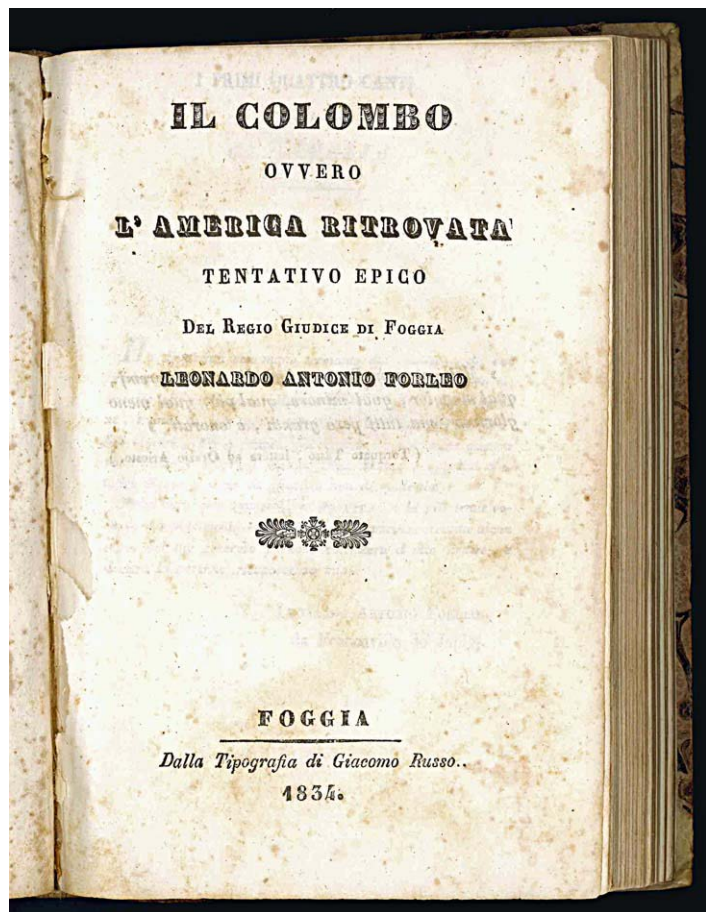 IL COLOMBO
OVVERO
L' AMERICA RITROVATA'
TENTATIVO EPICO
DEL REGIO GIUDICE DI FOGGIA
LEONARDO ANTONIO FORLEO
FOGGIA
Dalla Tipografia di Giacomo Russo..
1834.